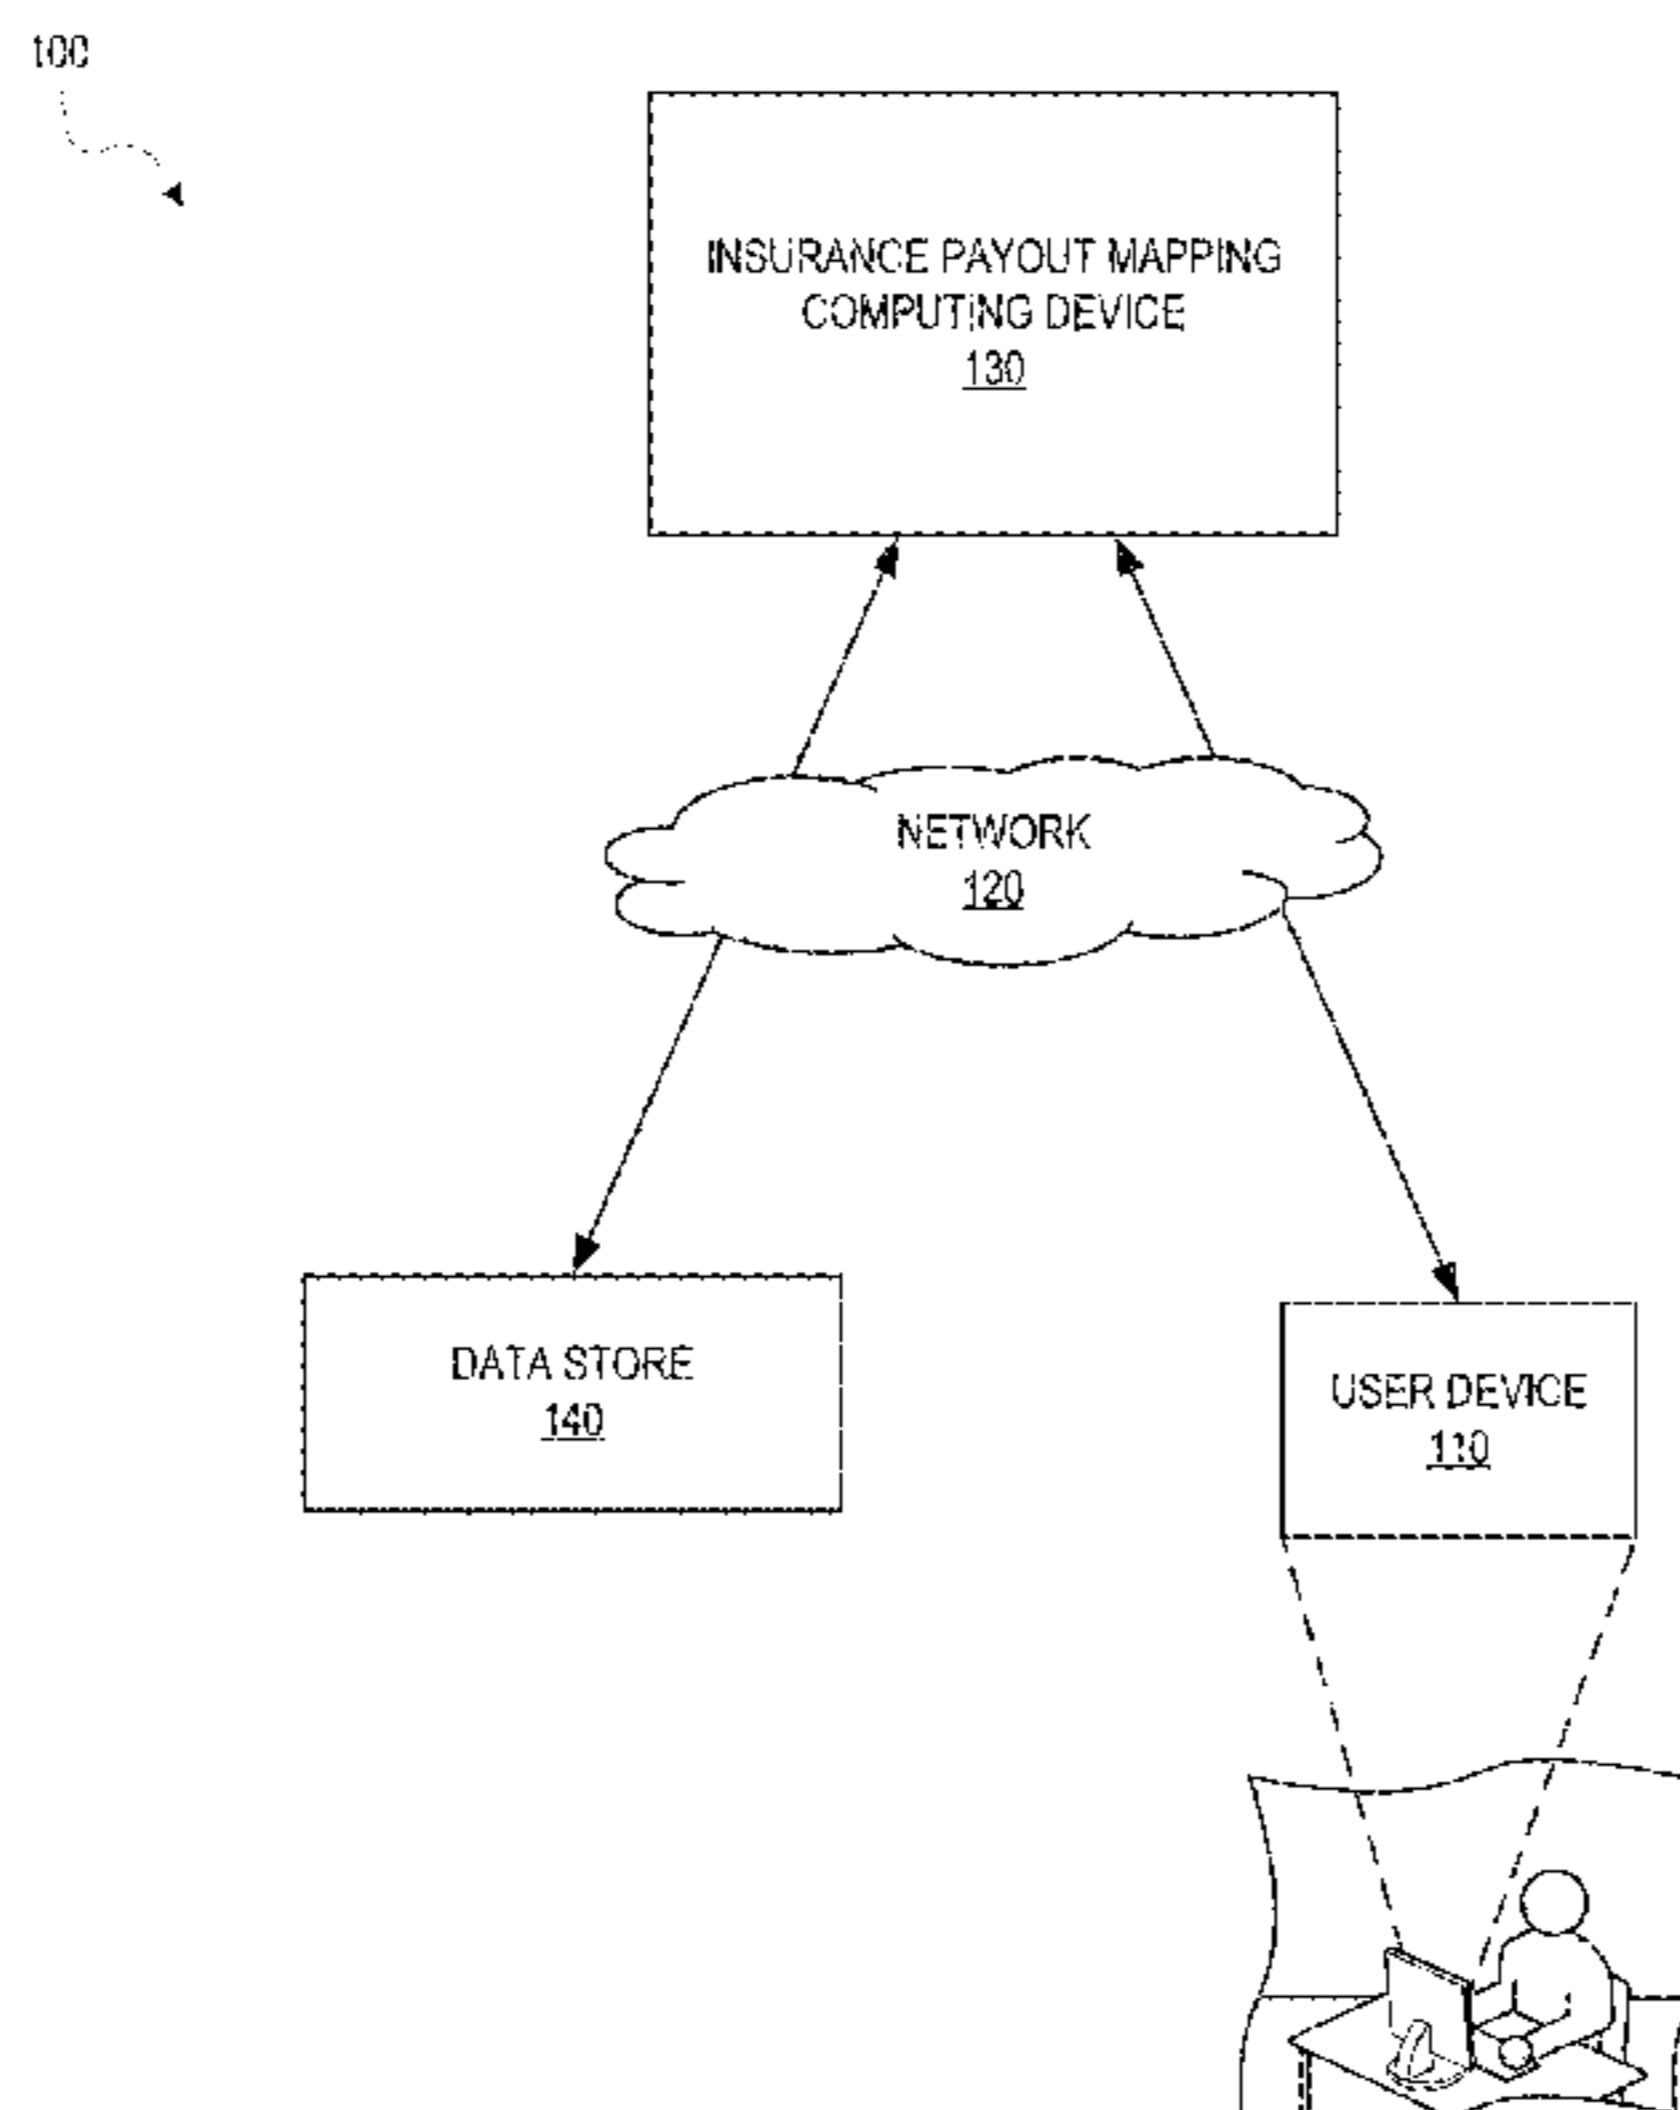 100
INSURANCE PAYOUT MAPPING
COMPUTING DEVICE
130
NETWORK
120
DATA STORE
140
USER DEVICE
110